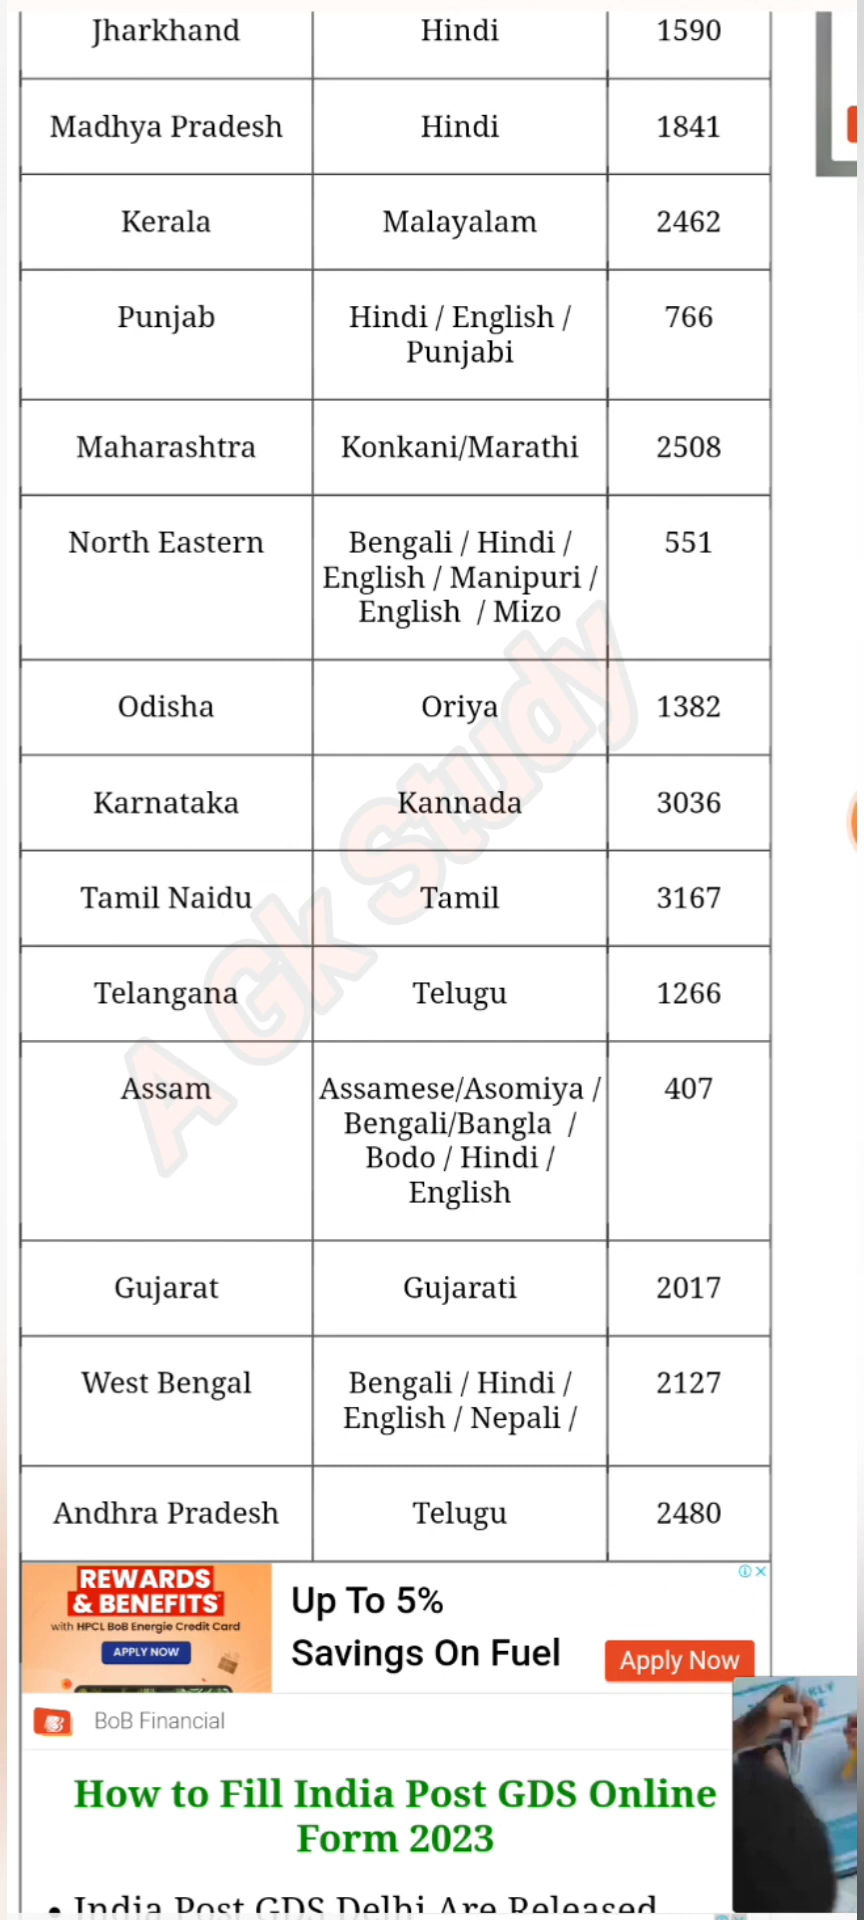 Jharkhand Hindi 1590
Madhya Pradesh Hindi 1841
Kerala Malayalam 2462
Punjab Hindi / English / 766
Punjabi
Maharashtra Konkani/Marathi 2508
North Eastern Bengali / Hindi / 551
English / Manipuri /
English / Mizo
Odisha Oriya 1382
Karnataka Kannada 3036
Tamil Naidu Tamil 3167
Telangana Telugu 1266
Assam Assamese/Asomiya / 407
Bengali/Bangla /
Bodo / Hindi /
English
Gujarat Gujarati 2017
West Bengal Bengali / Hindi / 2127
English / Nepali /
Andhra Pradesh Telugu 2480
A Gk Study
REWARDS
& BENEFITS*
with HPCL BoB Energie Credit Card
APPLY NOW
Up To 5%
Savings On Fuel
Apply Now
BoB Financial
How to Fill India Post GDS Online
Form 2023
• India Post GDS Delhi Are Released